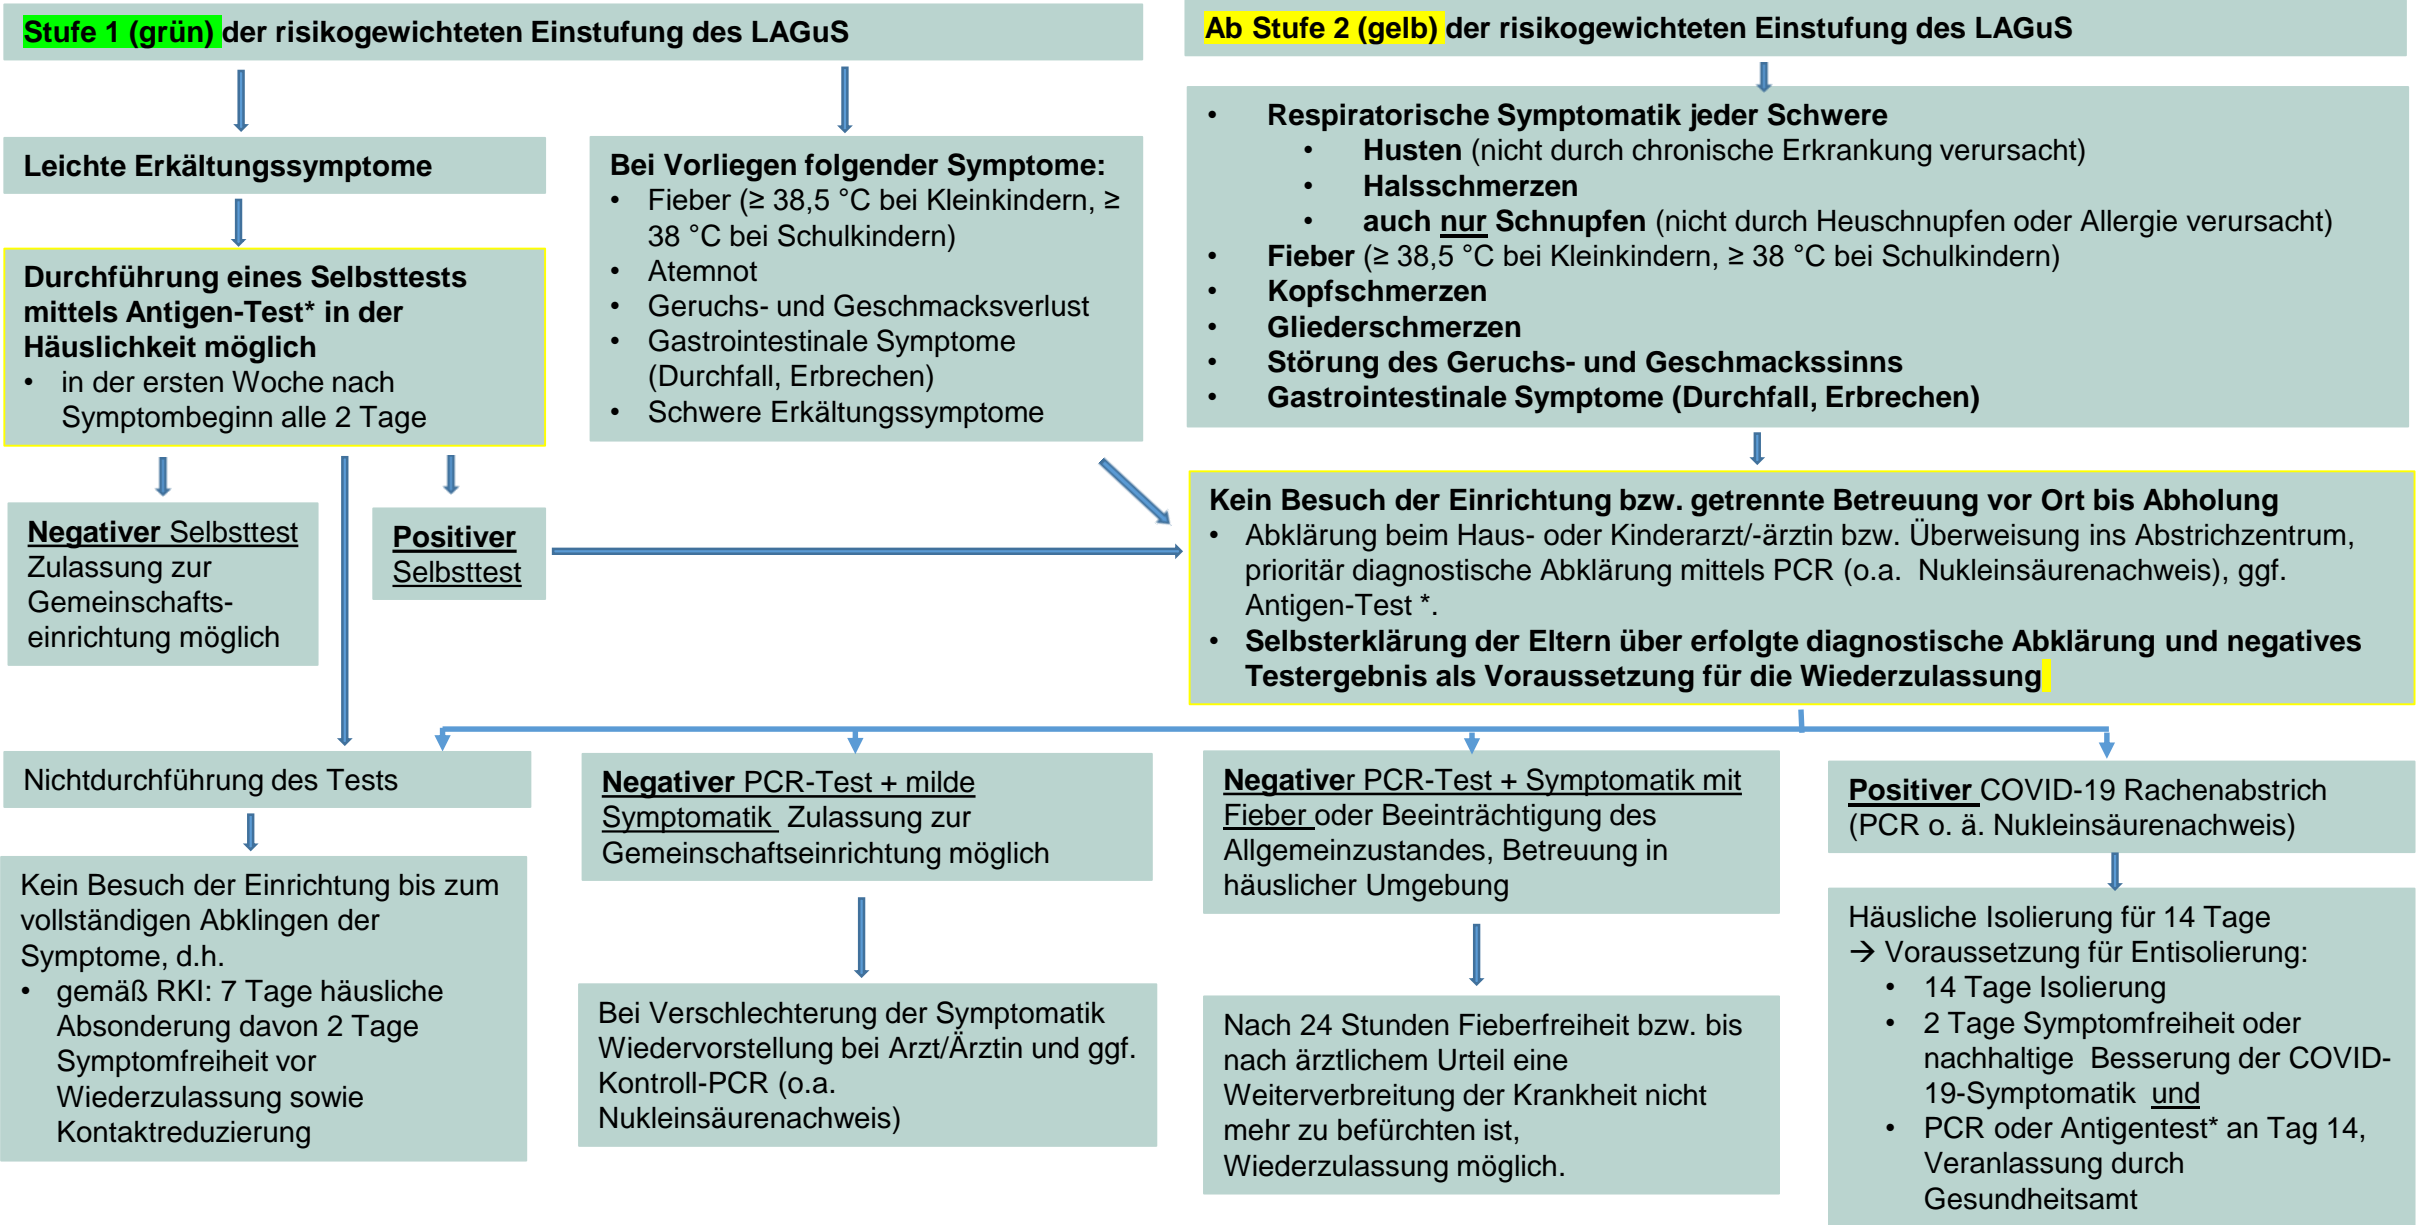 Stufe 1 (grün) der risikogewichteten Einstufung des LAGuS
Ab Stufe 2 (gelb) der risikogewichteten Einstufung des LAGuS
Leichte Erkältungssymptome
Durchführung eines Selbsttests
mittels Antigen-Test* in der
Häuslichkeit möglich
• in der ersten Woche nach
Symptombeginn alle 2 Tage
Bei Vorliegen folgender Symptome:
• Fieber (≥ 38,5 °C bei Kleinkindern, ≥
38 °C bei Schulkindern)
• Atemnot
• Geruchs- und Geschmacksverlust
• Gastrointestinale Symptome
(Durchfall, Erbrechen)
• Schwere Erkältungssymptome
• Respiratorische Symptomatik jeder Schwere
• Husten (nicht durch chronische Erkrankung verursacht)
• Halsschmerzen
• auch nur Schnupfen (nicht durch Heuschnupfen oder Allergie verursacht)
• Fieber (≥ 38,5 °C bei Kleinkindern, ≥ 38 °C bei Schulkindern)
• Kopfschmerzen
• Gliederschmerzen
• Störung des Geruchs- und Geschmackssinns
• Gastrointestinale Symptome (Durchfall, Erbrechen)
Negativer Selbsttest
Zulassung zur
Gemeinschafts-
einrichtung möglich
Positiver
Selbsttest
Kein Besuch der Einrichtung bzw. getrennte Betreuung vor Ort bis Abholung
• Abklärung beim Haus- oder Kinderarzt/-ärztin bzw. Überweisung ins Abstrichzentrum,
prioritär diagnostische Abklärung mittels PCR (o.a. Nukleinsäurenachweis), ggf.
Antigen-Test *.
• Selbsterklärung der Eltern über erfolgte diagnostische Abklärung und negatives
Testergebnis als Voraussetzung für die Wiederzulassung
Nichtdurchführung des Tests
Kein Besuch der Einrichtung bis zum
vollständigen Abklingen der
Symptome, d.h.
• gemäß RKI: 7 Tage häusliche
Absonderung davon 2 Tage
Symptomfreiheit vor
Wiederzulassung sowie
Kontaktreduzierung
Negativer PCR-Test + milde
Symptomatik Zulassung zur
Gemeinschaftseinrichtung möglich
Bei Verschlechterung der Symptomatik
Wiedervorstellung bei Arzt/Ärztin und ggf.
Kontroll-PCR (o.a.
Nukleinsäurenachweis)
Negativer PCR-Test + Symptomatik mit
Fieber oder Beeinträchtigung des
Allgemeinzustandes, Betreuung in
häuslicher Umgebung
Nach 24 Stunden Fieberfreiheit bzw. bis
nach ärztlichem Urteil eine
Weiterverbreitung der Krankheit nicht
mehr zu befürchten ist,
Wiederzulassung möglich.
Positiver COVID-19 Rachenabstrich
(PCR o. ä. Nukleinsäurenachweis)
Häusliche Isolierung für 14 Tage
→ Voraussetzung für Entisolierung:
• 14 Tage Isolierung
• 2 Tage Symptomfreiheit oder
nachhaltige Besserung der COVID-
19-Symptomatik und
• PCR oder Antigentest* an Tag 14,
Veranlassung durch
Gesundheitsamt